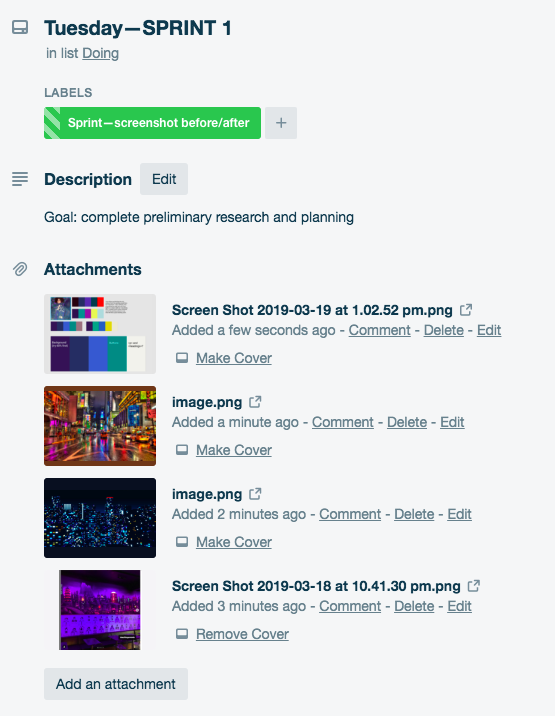 Tuesday—SPRINT 1
in list Doing
LABELS
Sprint—screenshot before/after
+
Description Edit
Goal: complete preliminary research and planning
Attachments
Screen Shot 2019-03-19 at 1.02.52 pm.png
Added a few seconds ago - Comment - Delete - Edit
Make Cover
image.png
Added a minute ago - Comment - Delete - Edit
Make Cover
image.png
Added 2 minutes ago - Comment - Delete - Edit
Make Cover
Screen Shot 2019-03-18 at 10.41.30 pm.png
Added 3 minutes ago - Comment - Delete - Edit
Remove Cover
Add an attachment